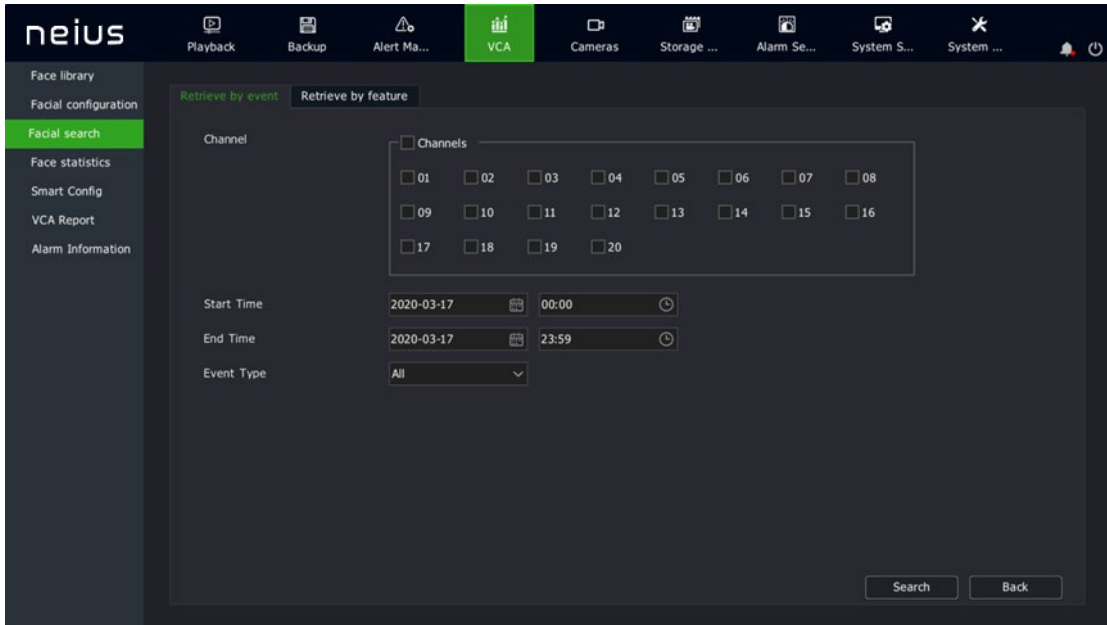 neius
Playback Backup Alert Ma... VCA Cameras Storage ... Alarm Se... System S... System ...
Face library
Facial configuration
Facial search
Face statistics
Smart Config
VCA Report
Alarm Information
Retrieve by event Retrieve by feature
Channel
Channels
01 02 03 04 05 06 07 08
09 10 11 12 13 14 15 16
17 18 19 20
Start Time 2020-03-17 00:00
End Time 2020-03-17 23:59
Event Type All
Search Back